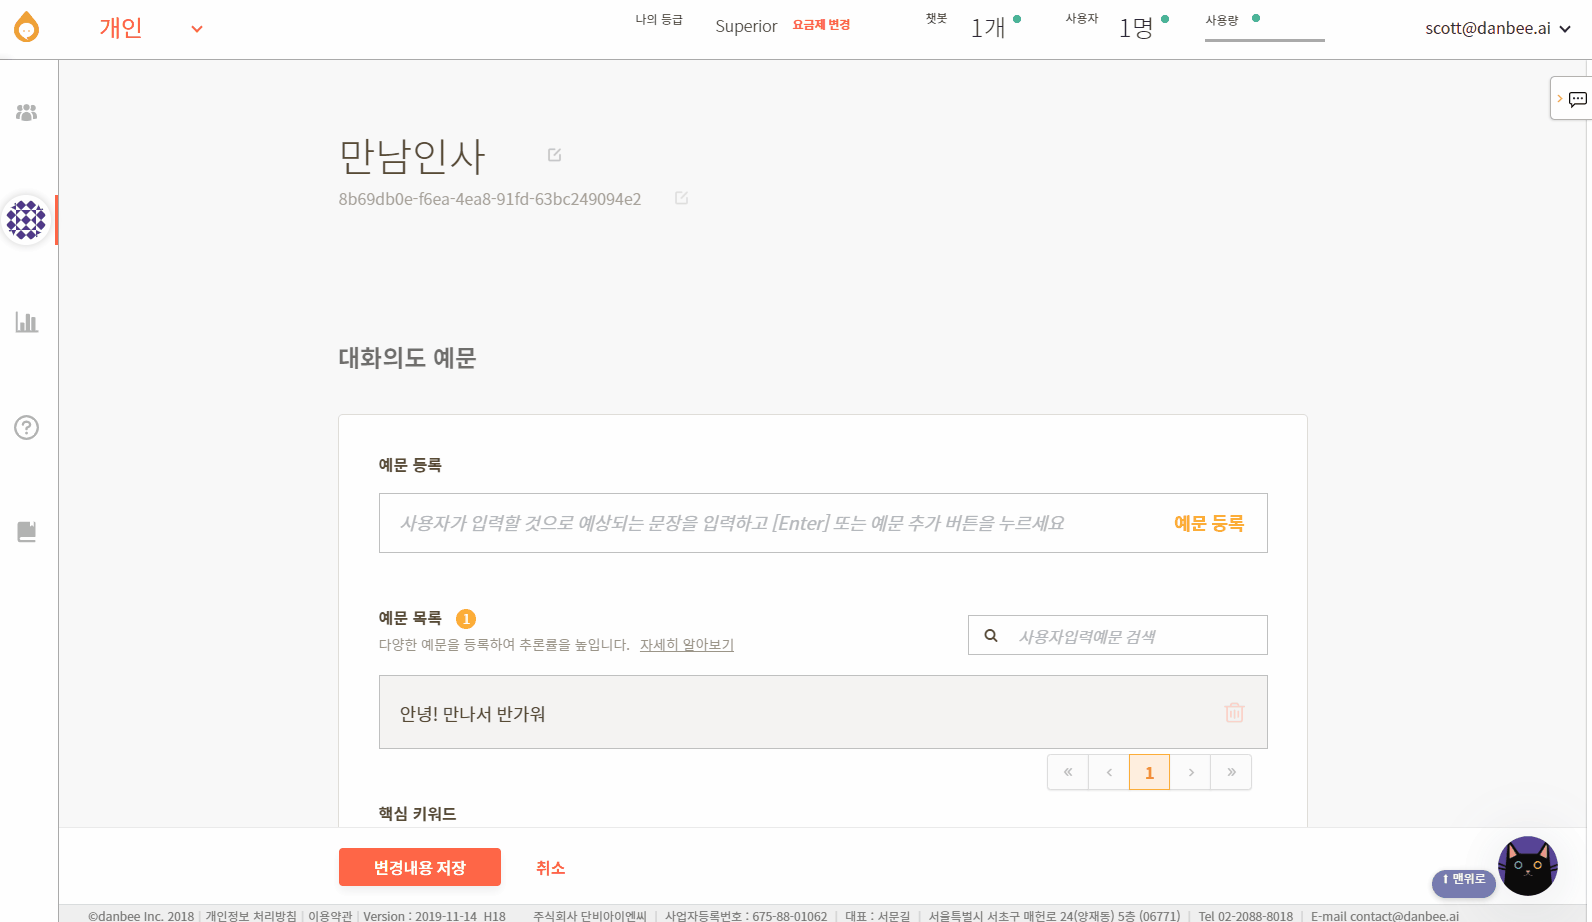 개인
나의 등급 Superior 요금제 변경 챗봇 1개 사용자 1명 사용량
scott@danbee.ai
만남인사
8b69db0e-f6ea-4ea8-91fd-63bc249094e2
대화의도 예문
예문 등록
사용자가 입력할 것으로 예상되는 문장을 입력하고 [Enter] 또는 예문 추가 버튼을 누르세요 예문 등록
예문 목록 1
다양한 예문을 등록하여 추론률을 높입니다. 자세히 알아보기
사용자입력예문 검색
안녕! 만나서 반가워
« ‹ 1 › »
핵심 키워드
변경내용 저장 취소
⬆ 맨위로
©danbee Inc. 2018 | 개인정보 처리방침 | 이용약관 | Version : 2019-11-14_H18 주식회사 단비아이엔씨 | 사업자등록번호 : 675-88-01062 | 대표 : 서문길 | 서울특별시 서초구 매헌로 24(양재동) 5층 (06771) | Tel 02-2088-8018 | E-mail contact@danbee.ai